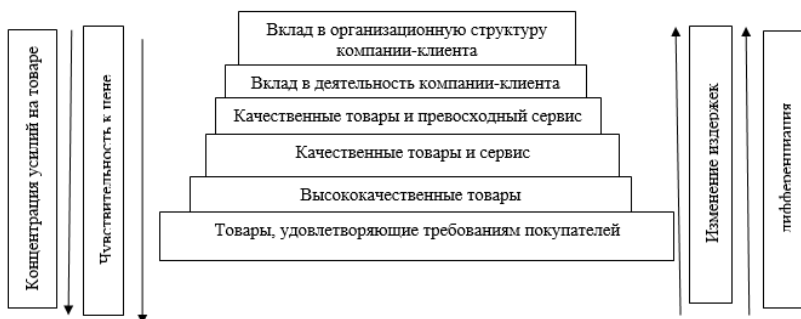 Концентрация усилий на товаре
Чувствительность к цене
Вклад в организационную структуру
компании-клиента
Вклад в деятельность компании-клиента
Качественные товары и превосходный сервис
Качественные товары и сервис
Высококачественные товары
Товары, удовлетворяющие требованиям покупателей
Изменение издержек
дифференциация